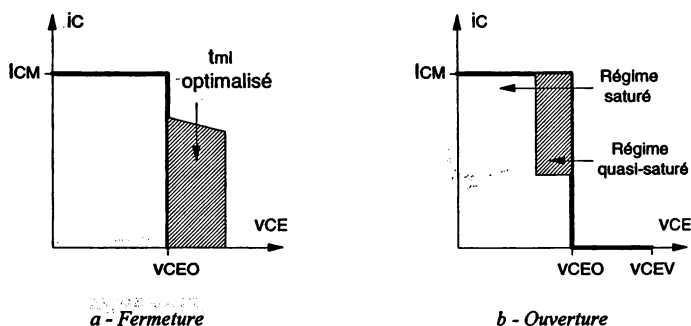 iC
ICM
tmi
optimalisé
vCE
vCEO
a - Fermeture
iC
ICM
Régime
saturé
Régime
quasi-saturé
vCE
vCEO
vCEV
b - Ouverture